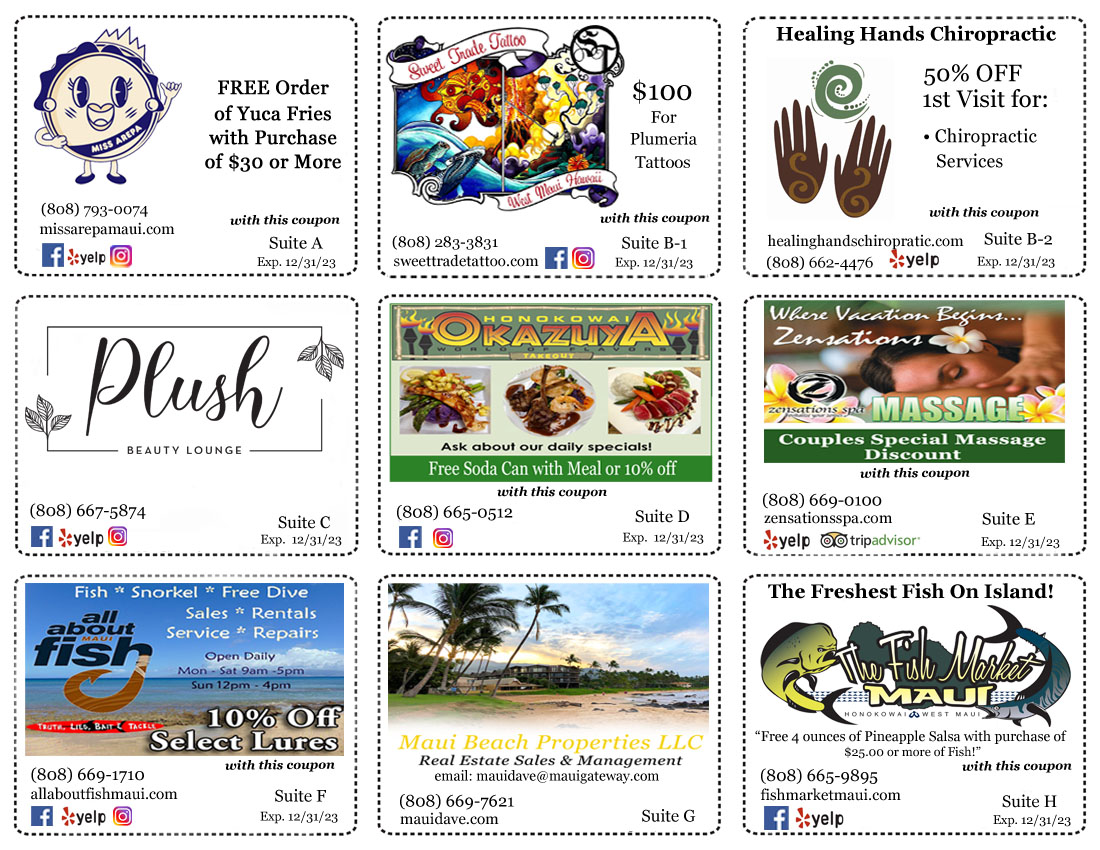 MISS AREPA
FREE Order
of Yuca Fries
with Purchase
of $30 or More
(808) 793-0074
missarepamaui.com
with this coupon
yelp
Suite A
Exp. 12/31/23
Sweet Trade Tattoo
ST
West Maui Hawaii
$100
For
Plumeria
Tattoos
with this coupon
(808) 283-3831
sweettradetattoo.com
Suite B-1
Exp. 12/31/23
Healing Hands Chiropractic
50% OFF
1st Visit for:
• Chiropractic
Services
with this coupon
healinghandschiropratic.com
(808) 662-4476
yelp
Suite B-2
Exp. 12/31/23
Plush
BEAUTY LOUNGE
(808) 667-5874
yelp
Suite C
Exp. 12/31/23
HONOKOWAI
OKAZUYA
WORLD FLAVORS
TAKEOUT
Ask about our daily specials!
Free Soda Can with Meal or 10% off
with this coupon
(808) 665-0512
Suite D
Exp. 12/31/23
Where Vacation Begins...
Zensations
Z
zensations spa
MASSAGE
Couples Special Massage
Discount
with this coupon
(808) 669-0100
zensationsspa.com
yelp
tripadvisor
Suite E
Exp. 12/31/23
Fish * Snorkel * Free Dive
Sales * Rentals
Service * Repairs
all
about
MAUI
fish
Open Daily
Mon - Sat 9am -5pm
Sun 12pm - 4pm
TRUTH, LIES, BAIT & TACKLE
10% Off
Select Lures
with this coupon
(808) 669-1710
allaboutfishmaui.com
yelp
Suite F
Exp. 12/31/23
Maui Beach Properties LLC
Real Estate Sales & Management
email: mauidave@mauigateway.com
(808) 669-7621
mauidave.com
Suite G
The Freshest Fish On Island!
The Fish Market
MAUI
HONOKOWAI WEST MAUI
“Free 4 ounces of Pineapple Salsa with purchase of
$25.00 or more of Fish!”
with this coupon
(808) 665-9895
fishmarketmaui.com
yelp
Suite H
Exp. 12/31/23